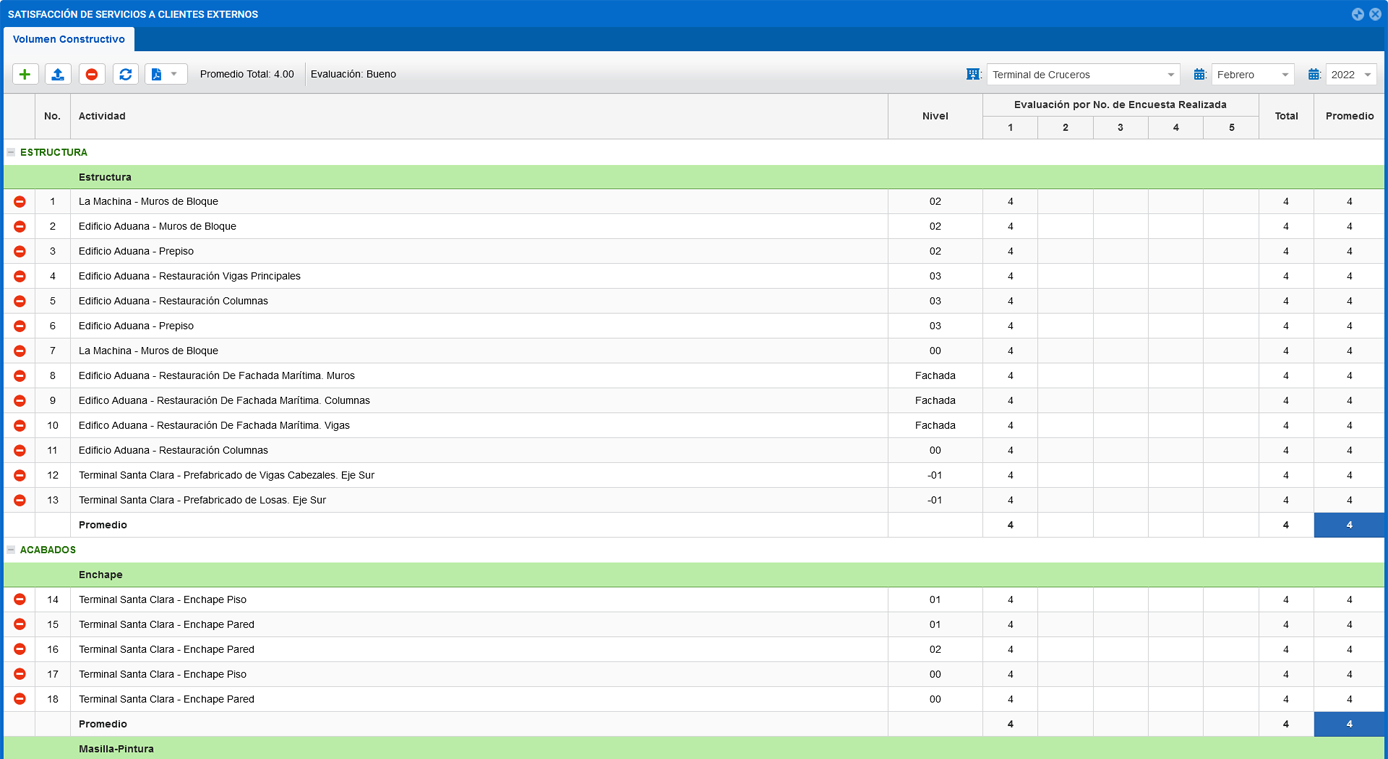 SATISFACCIÓN DE SERVICIOS A CLIENTES EXTERNOS
Volumen Constructivo
Promedio Total: 4.00 Evaluación: Bueno Terminal de Cruceros Febrero 2022
No. Actividad Nivel Evaluación por No. de Encuesta Realizada Total Promedio
1 2 3 4 5
ESTRUCTURA
Estructura
1 La Machina - Muros de Bloque 02 4 4 4
2 Edificio Aduana - Muros de Bloque 02 4 4 4
3 Edificio Aduana - Prepiso 02 4 4 4
4 Edificio Aduana - Restauración Vigas Principales 03 4 4 4
5 Edificio Aduana - Restauración Columnas 03 4 4 4
6 Edificio Aduana - Prepiso 03 4 4 4
7 La Machina - Muros de Bloque 00 4 4 4
8 Edificio Aduana - Restauración De Fachada Marítima. Muros Fachada 4 4 4
9 Edifico Aduana - Restauración De Fachada Marítima. Columnas Fachada 4 4 4
10 Edifico Aduana - Restauración De Fachada Marítima. Vigas Fachada 4 4 4
11 Edificio Aduana - Restauración Columnas 00 4 4 4
12 Terminal Santa Clara - Prefabricado de Vigas Cabezales. Eje Sur -01 4 4 4
13 Terminal Santa Clara - Prefabricado de Losas. Eje Sur -01 4 4 4
Promedio 4 4 4
ACABADOS
Enchape
14 Terminal Santa Clara - Enchape Piso 01 4 4 4
15 Terminal Santa Clara - Enchape Pared 01 4 4 4
16 Terminal Santa Clara - Enchape Pared 02 4 4 4
17 Terminal Santa Clara - Enchape Piso 00 4 4 4
18 Terminal Santa Clara - Enchape Pared 00 4 4 4
Promedio 4 4 4
Masilla-Pintura